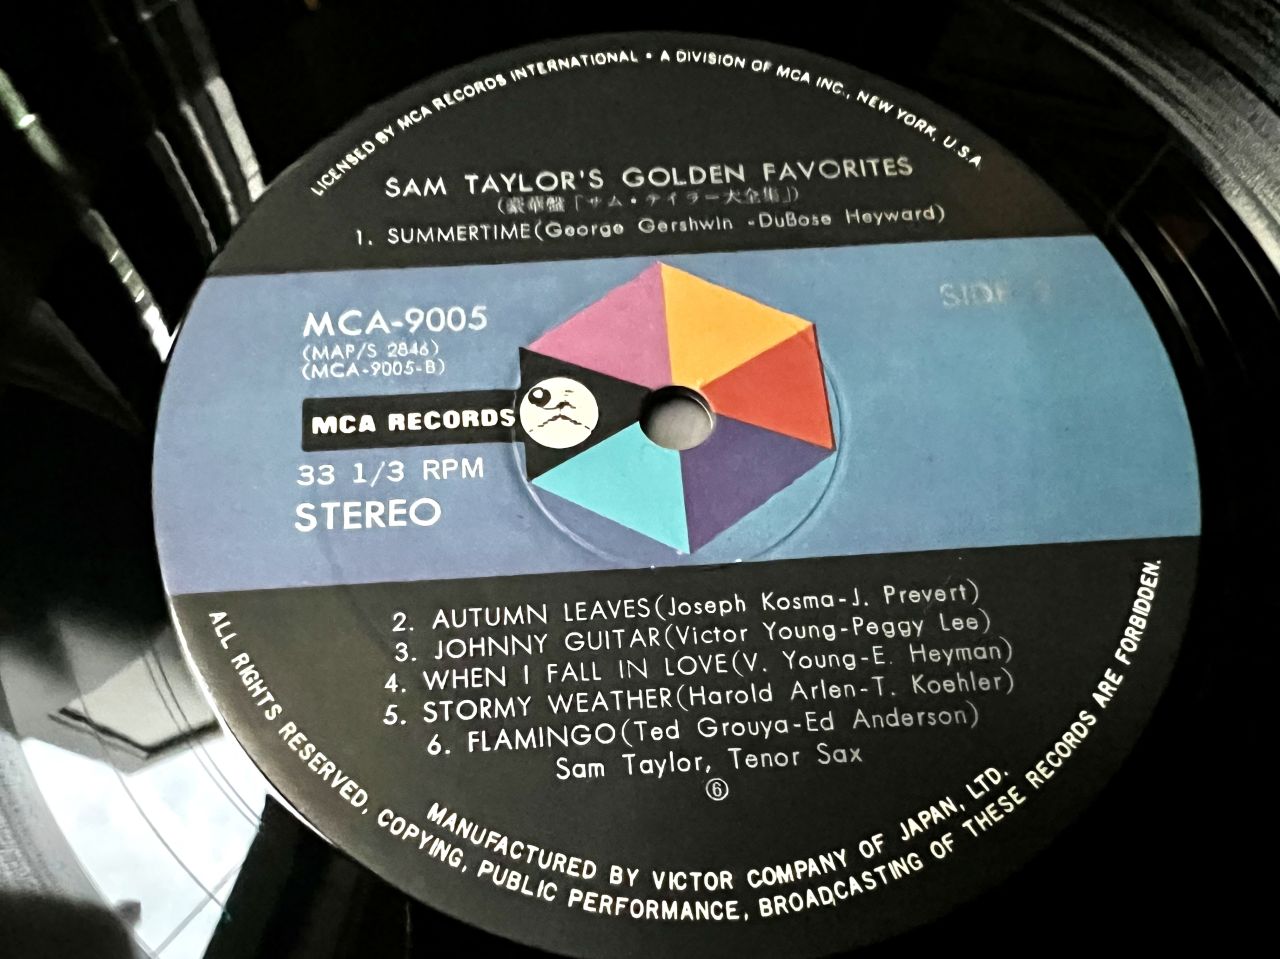 LICENSED BY MCA RECORDS INTERNATIONAL • A DIVISION OF MCA INC., NEW YORK, U.S.A
SAM TAYLOR'S GOLDEN FAVORITES
(豪華盤「サム・テイラー大全集」)
1. SUMMERTIME(George Gershwin -DuBose Heyward)
SIDE 2
MCA-9005
(MAP/S 2846)
(MCA-9005-B)
MCA RECORDS
33 1/3 RPM
STEREO
2. AUTUMN LEAVES(Joseph Kosma-J. Prevert)
3. JOHNNY GUITAR(Victor Young-Peggy Lee)
4. WHEN I FALL IN LOVE(V. Young-E. Heyman)
5. STORMY WEATHER(Harold Arlen-T. Koehler)
6. FLAMINGO(Ted Grouya-Ed Anderson)
Sam Taylor, Tenor Sax
⑥
MANUFACTURED BY VICTOR COMPANY OF JAPAN, LTD.
ALL RIGHTS RESERVED, COPYING, PUBLIC PERFORMANCE, BROADCASTING OF THESE RECORDS ARE FORBIDDEN.